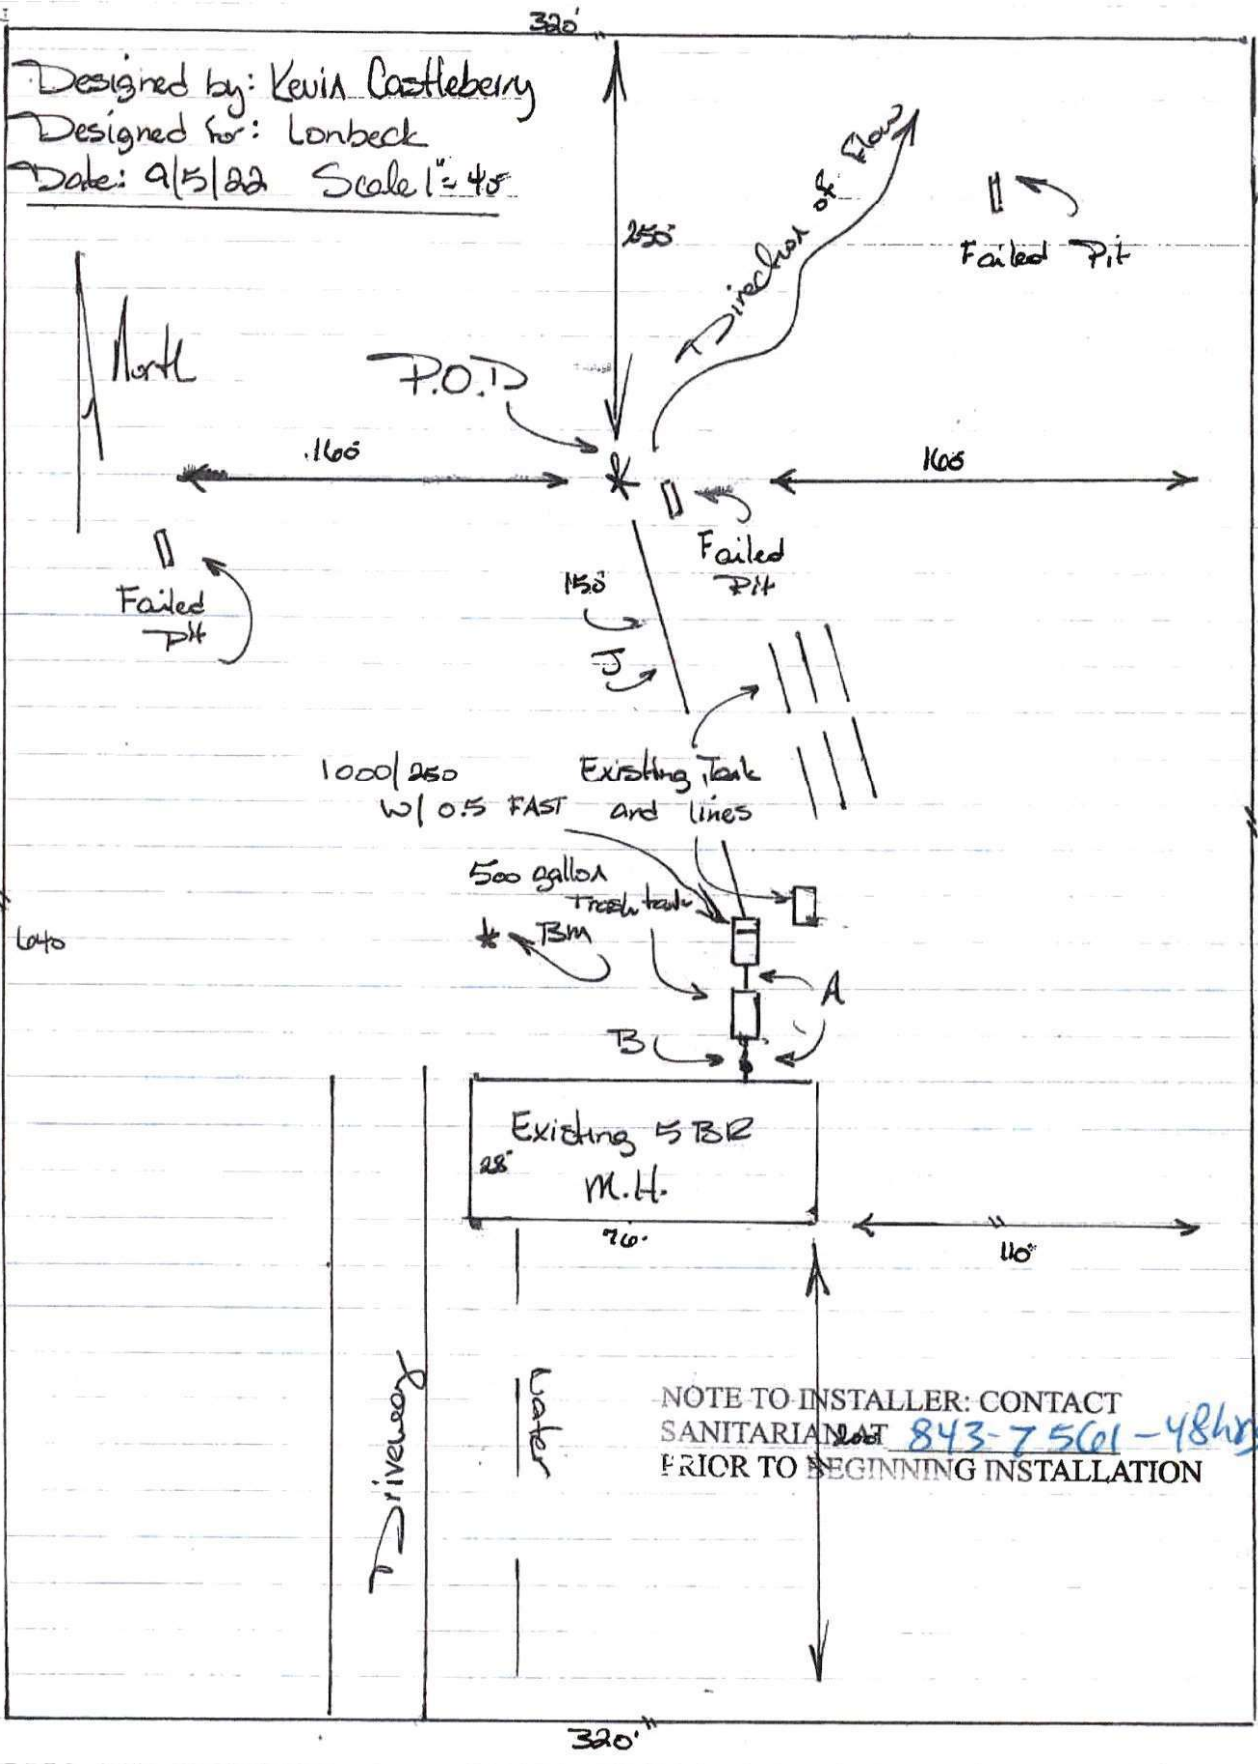 320'
Designed by: Kevin Castleberry
Designed for: Lonbeck
Date: 9/5/22 Scale 1"=40'
250'
Direction of Flow
Failed Pit
North
P.O.D
160'
160'
Failed
Pit
Failed
Pit
150'
J
1000/250
W/ 0.5 FAST
Existing Tank
and lines
500 gallon
Trash tank
BM
640
A
B
Existing 5 BR
M.H.
28'
76'
110'
Driveway
Water
NOTE TO INSTALLER: CONTACT
SANITARIAN AT 843-7561-48hrs
PRIOR TO BEGINNING INSTALLATION
320'